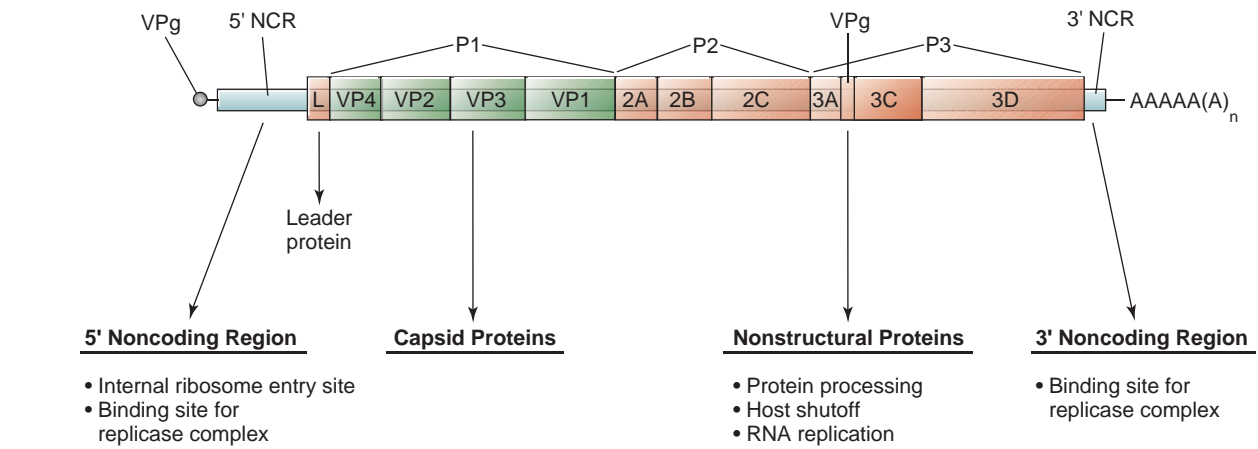 VPg
5' NCR
P1
P2
VPg
P3
3' NCR
L VP4 VP2 VP3 VP1 2A 2B 2C 3A 3C 3D
AAAAA(A)n
Leader
protein
5' Noncoding Region
• Internal ribosome entry site
• Binding site for
replicase complex
Capsid Proteins
Nonstructural Proteins
• Protein processing
• Host shutoff
• RNA replication
3' Noncoding Region
• Binding site for
replicase complex